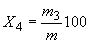 X₄ = m₃/m 100